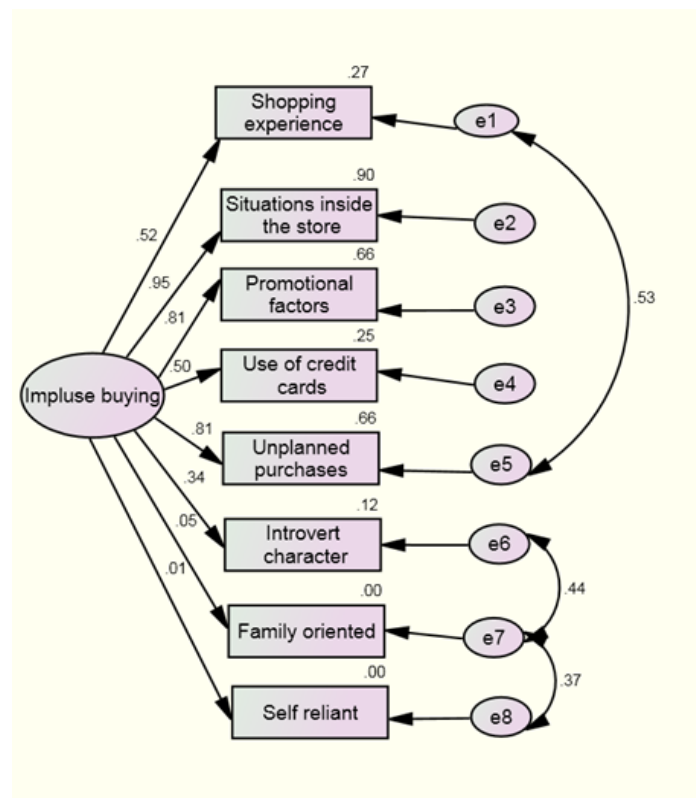 .27
Shopping
experience
e1
.90
Situations inside
the store
e2
.52
.95
.66
Promotional
factors
e3
.53
.81
.25
Use of credit
cards
e4
.50
Impluse buying
.66
.81
Unplanned
purchases
e5
.34
.12
Introvert
character
e6
.05
.44
.01
.00
Family oriented
e7
.00
.37
Self reliant
e8